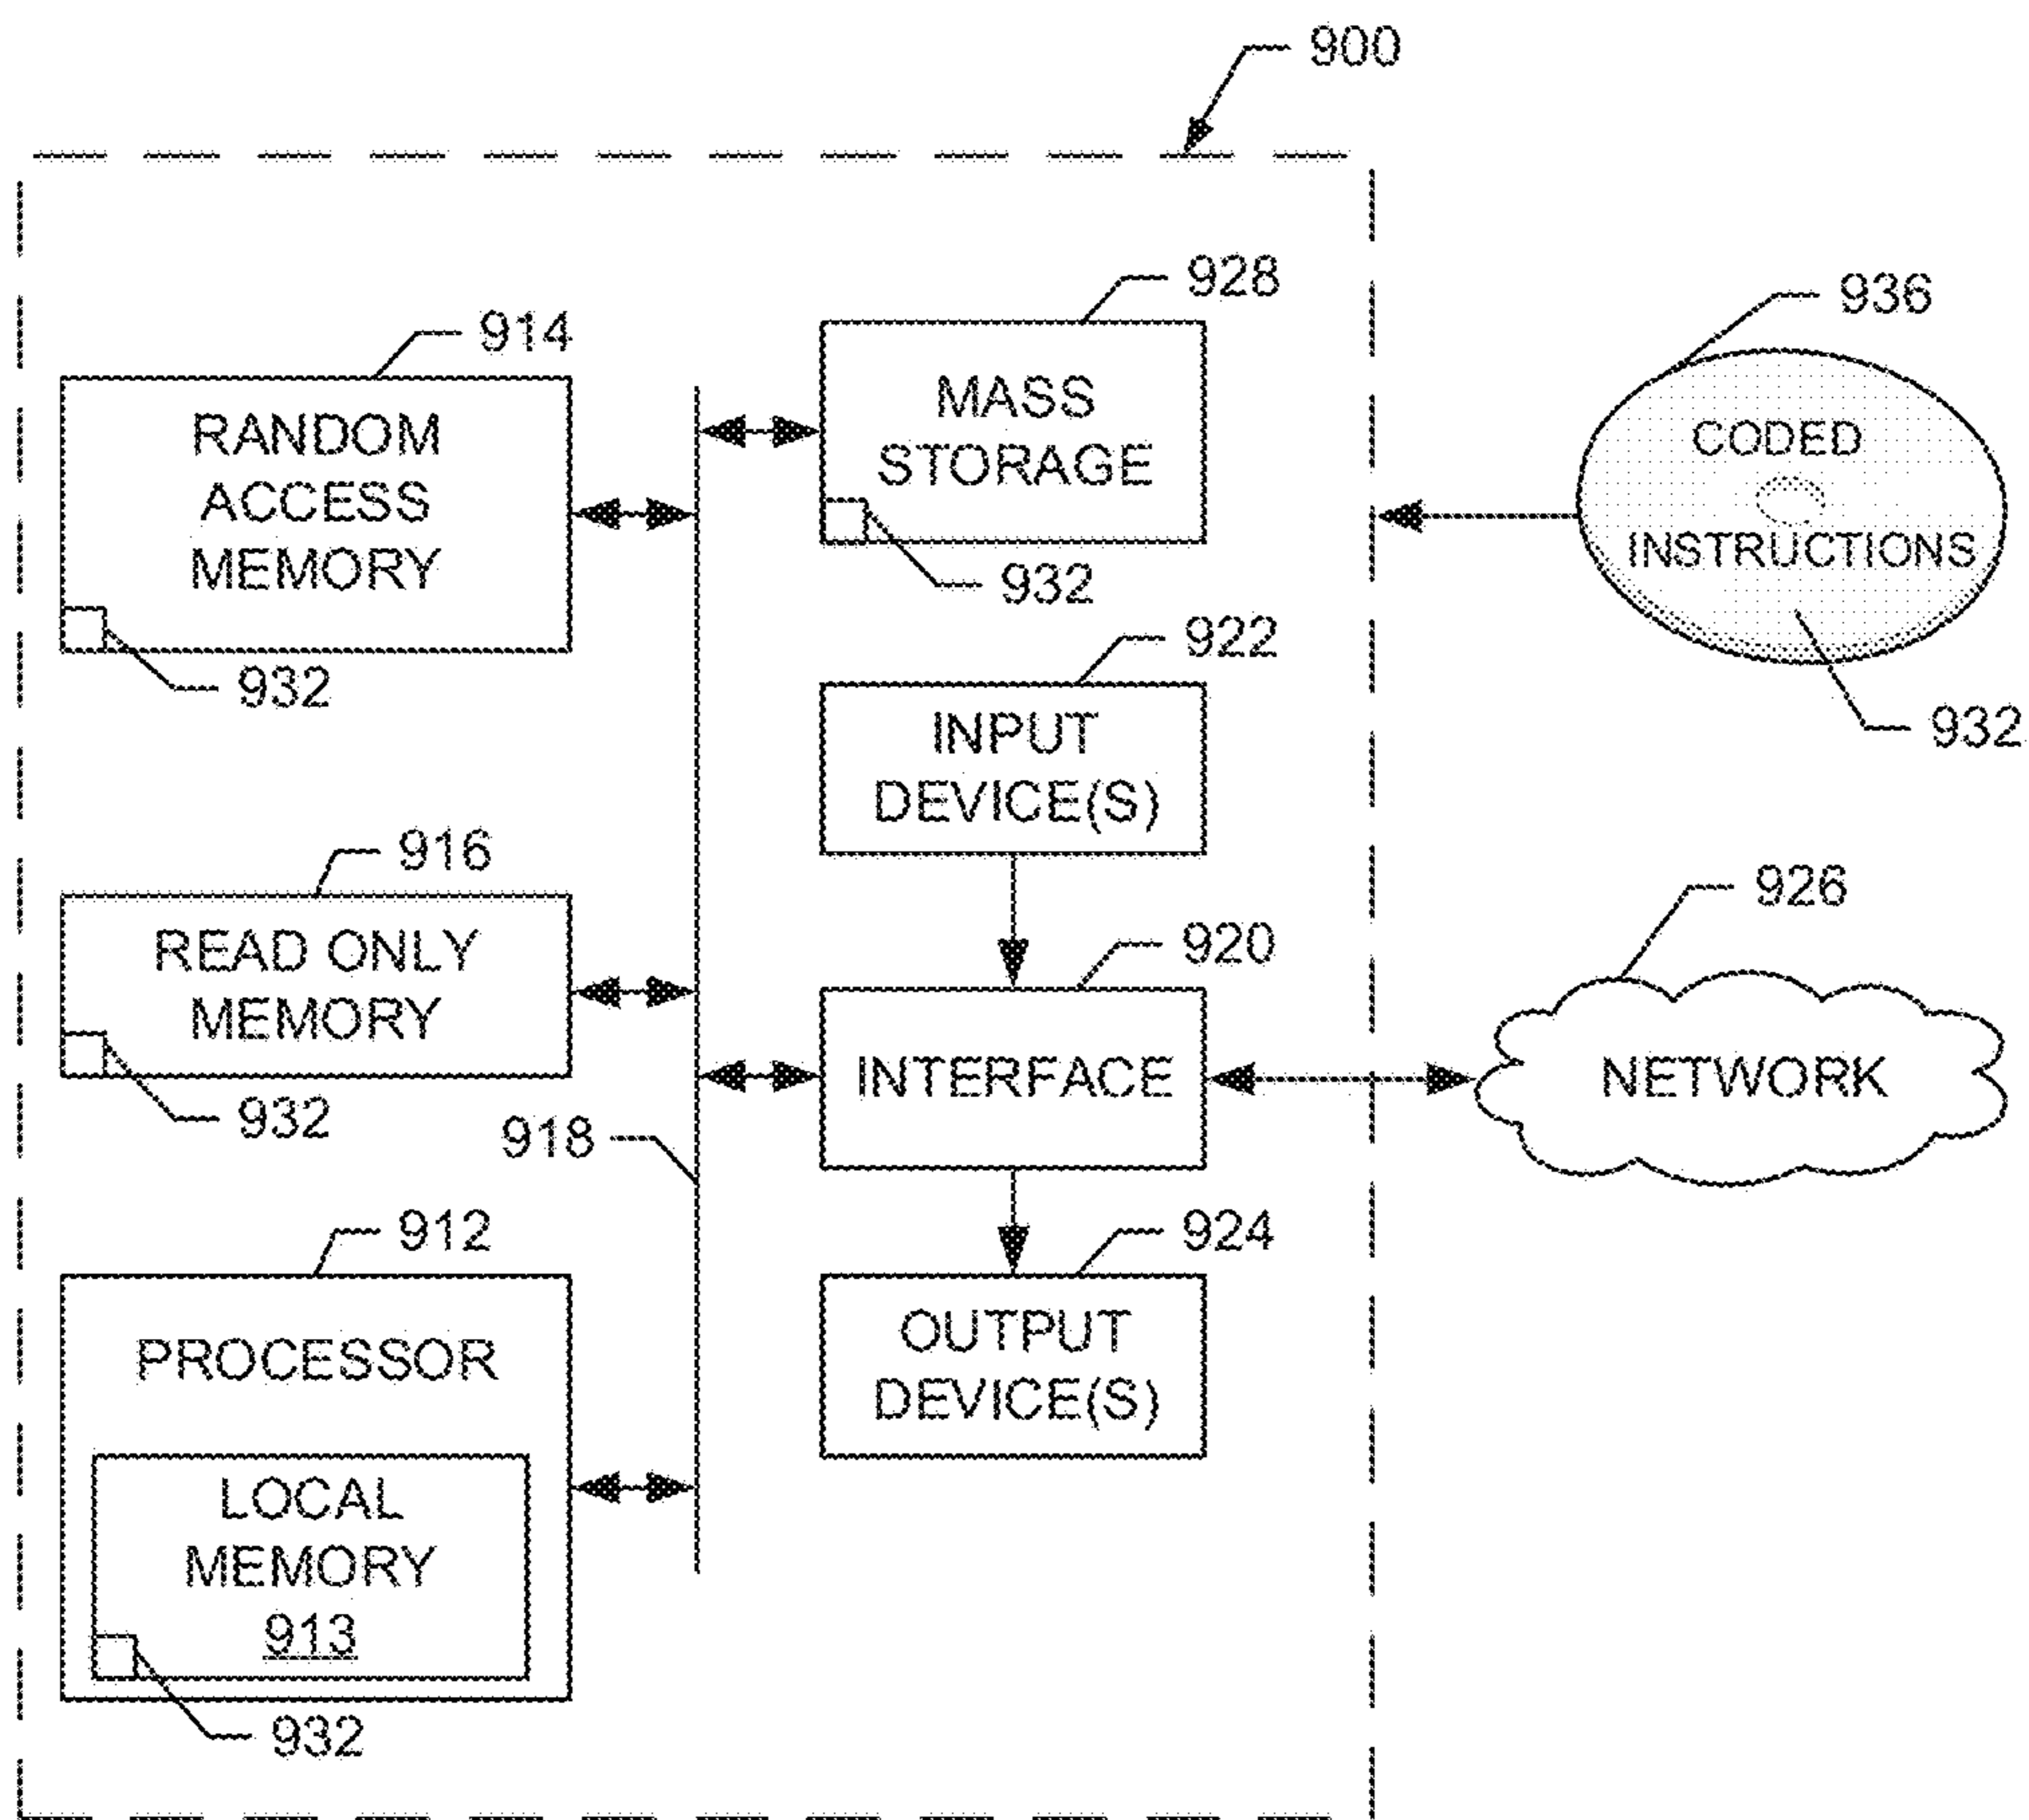 900
928
MASS
STORAGE
932
914
RANDOM
ACCESS
MEMORY
932
936
CODED
INSTRUCTIONS
932
922
INPUT
DEVICE(S)
916
READ ONLY
MEMORY
932
920
INTERFACE
926
NETWORK
918
912
PROCESSOR
LOCAL
MEMORY
913
932
924
OUTPUT
DEVICE(S)